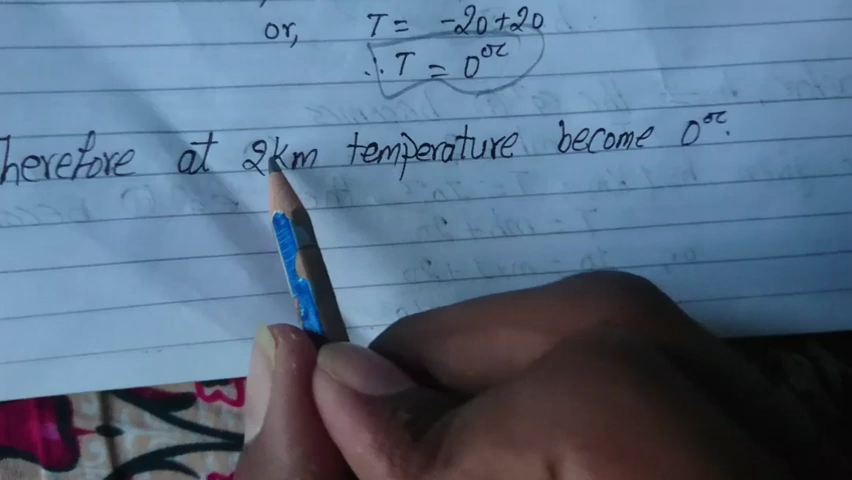 or, T = -20+20
∴ T = 0°c
herefore at 2km temperature become 0°c.